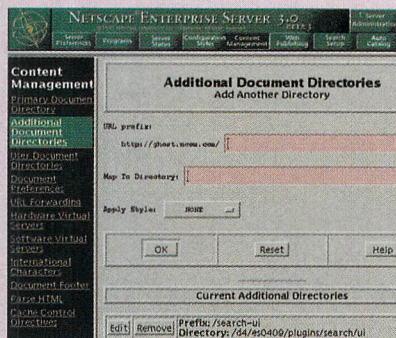 NETSCAPE ENTERPRISE SERVER 3.0
BETA 1
Server Administration
Server Preferences
Programs
Server Status
Configuration Styles
Content Management
Web Publishing
Search Setup
Auto Catalog
Content Management
Primary Documen
Directory
Additional
Document
Directories
User Document
Directories
Document
Preferences
URL Forwarding
Hardware Virtual
Servers
Software Virtual
Servers
International
Characters
Document Footer
Parse HTML
Cache Control
Directives
Additional Document Directories
Add Another Directory
URL prefix:
http://ghost.mcom.com/
Map To Directory:
Apply Style: NONE
OK Reset Help
Current Additional Directories
Edit Remove Prefix: /search-ui
Directory: /d4/es0409/plugins/search/ui